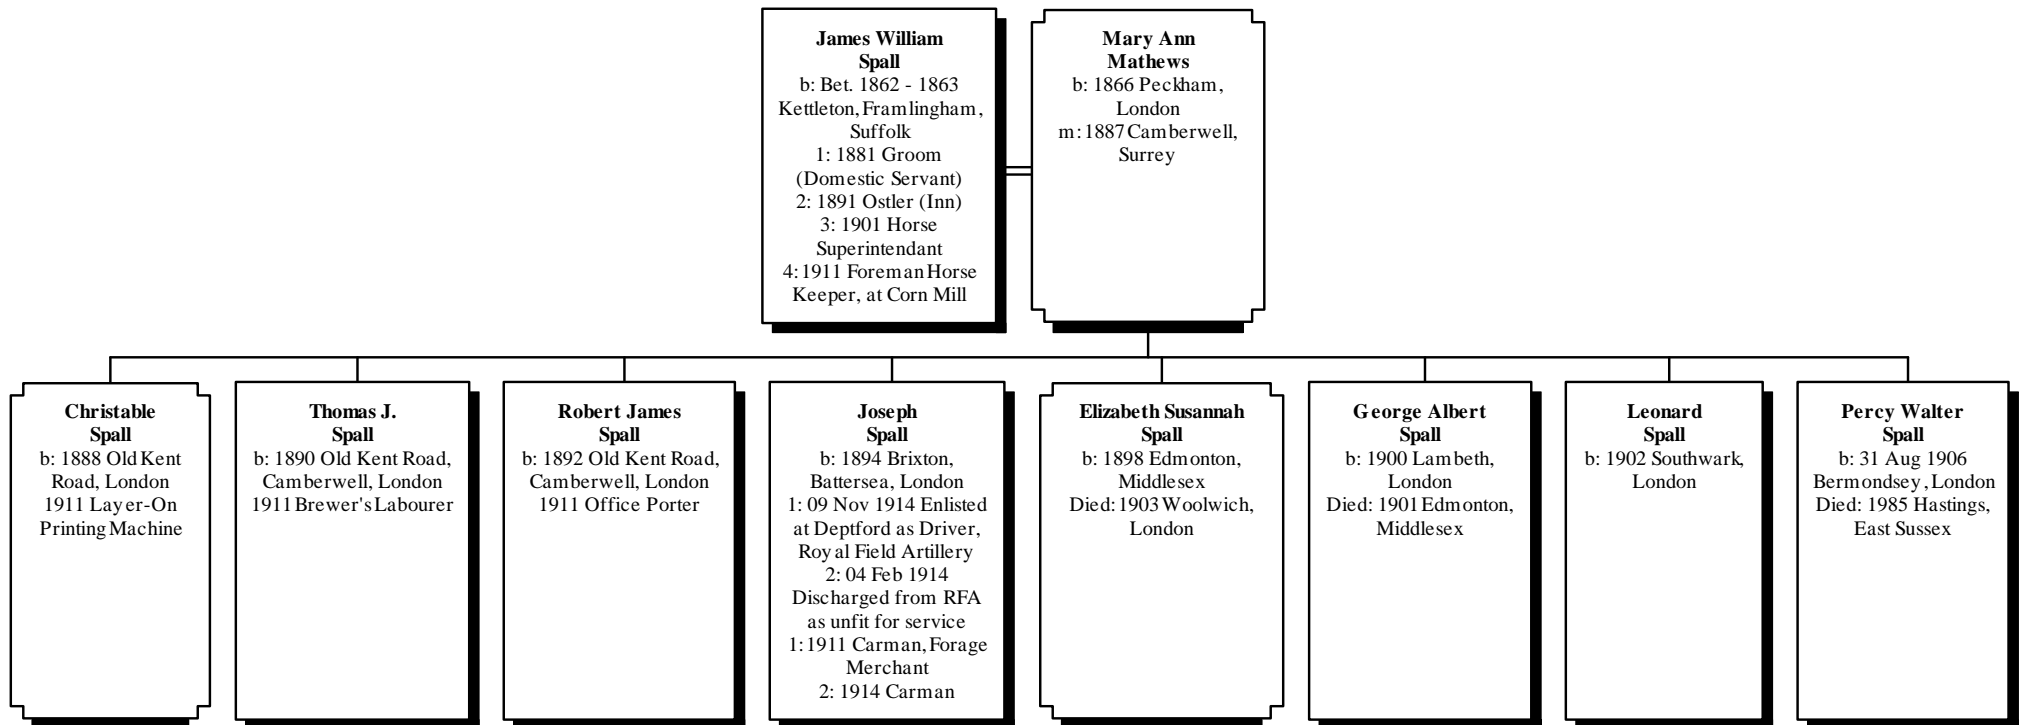 James William
Spall
b: Bet. 1862 - 1863
Kettleton, Framlingham,
Suffolk
1: 1881 Groom
(Domestic Servant)
2: 1891 Ostler (Inn)
3: 1901 Horse
Superintendant
4: 1911 Foreman Horse
Keeper, at Corn Mill
Mary Ann
Mathews
b: 1866 Peckham,
London
m: 1887 Camberwell,
Surrey
Christable
Spall
b: 1888 Old Kent
Road, London
1911 Layer-On
Printing Machine
Thomas J.
Spall
b: 1890 Old Kent Road,
Camberwell, London
1911 Brewer's Labourer
Robert James
Spall
b: 1892 Old Kent Road,
Camberwell, London
1911 Office Porter
Joseph
Spall
b: 1894 Brixton,
Battersea, London
1: 09 Nov 1914 Enlisted
at Deptford as Driver,
Royal Field Artillery
2: 04 Feb 1914
Discharged from RFA
as unfit for service
1: 1911 Carman, Forage
Merchant
2: 1914 Carman
Elizabeth Susannah
Spall
b: 1898 Edmonton,
Middlesex
Died: 1903 Woolwich,
London
George Albert
Spall
b: 1900 Lambeth,
London
Died: 1901 Edmonton,
Middlesex
Leonard
Spall
b: 1902 Southwark,
London
Percy Walter
Spall
b: 31 Aug 1906
Bermondsey, London
Died: 1985 Hastings,
East Sussex